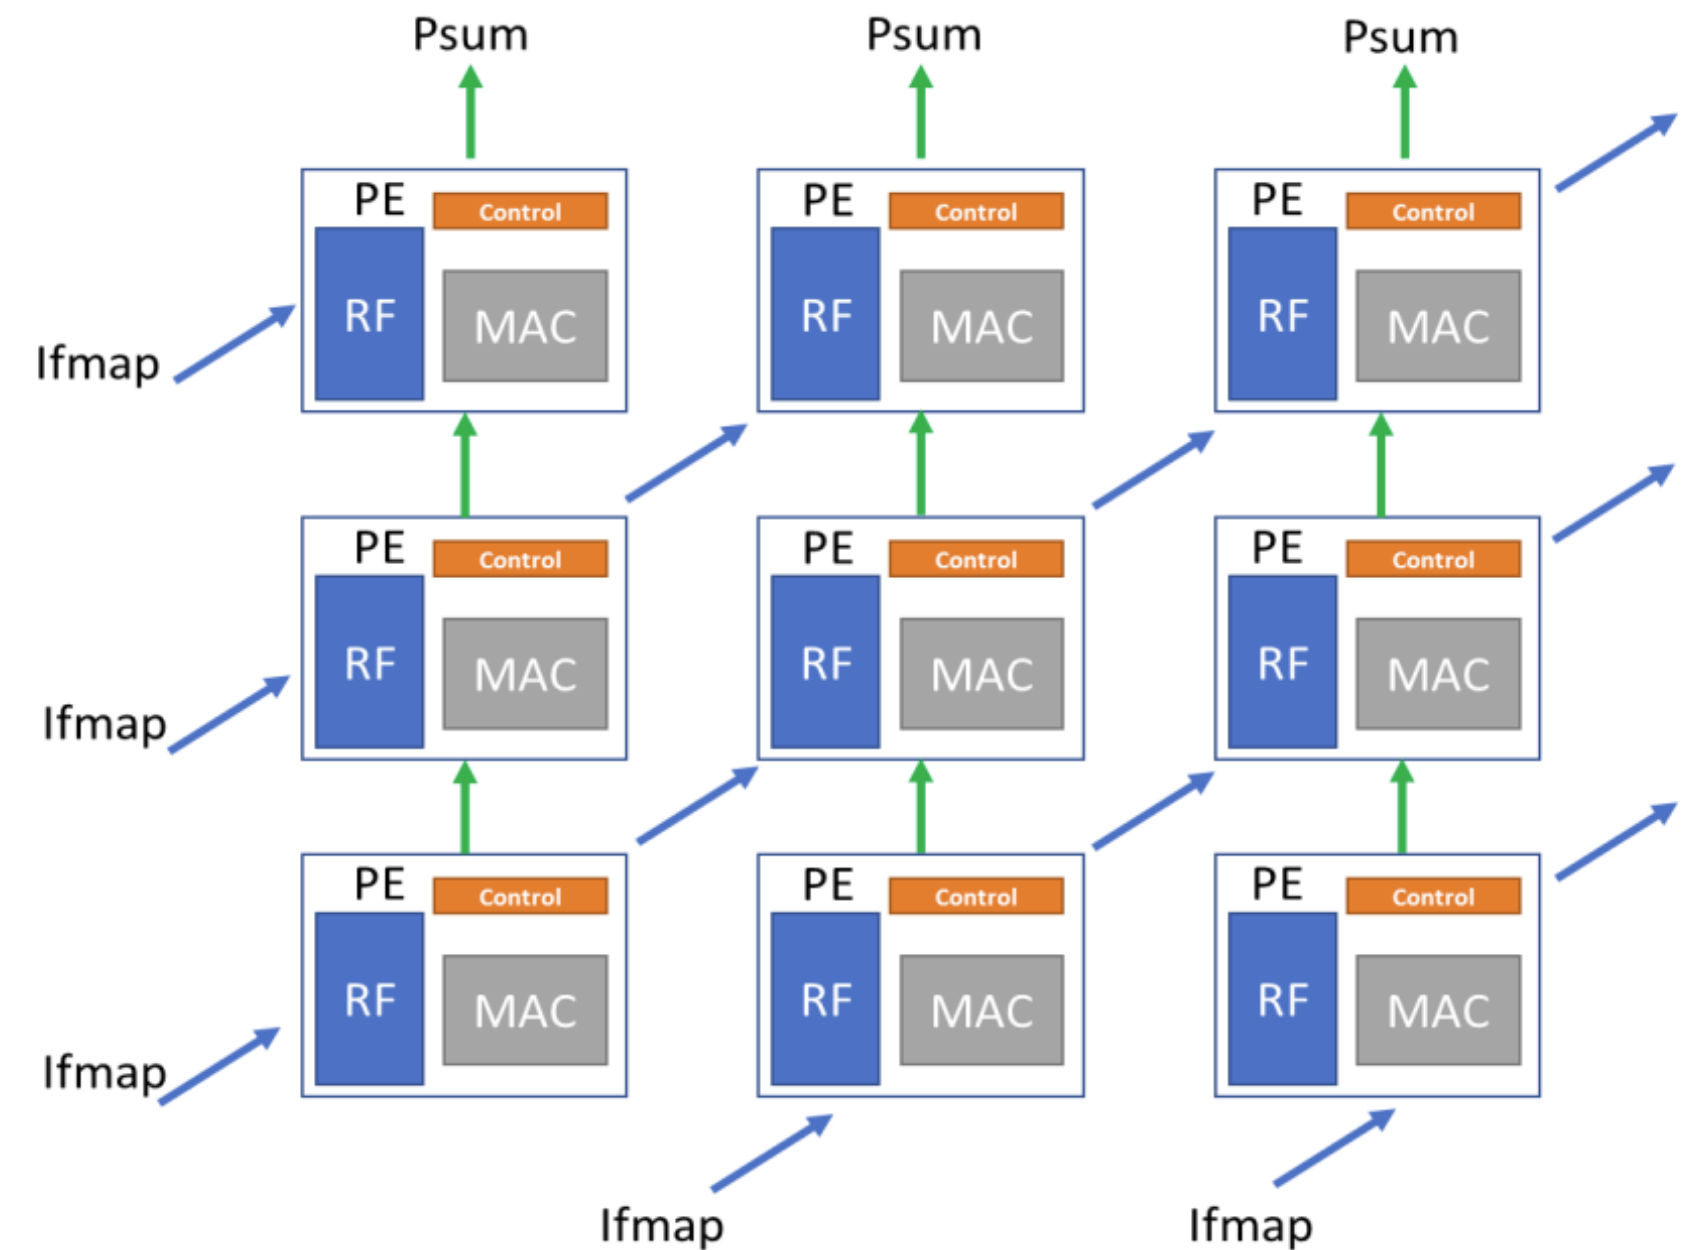 Psum Psum Psum
PE Control PE Control PE Control
RF MAC RF MAC RF MAC
Ifmap
PE Control PE Control PE Control
RF MAC RF MAC RF MAC
Ifmap
PE Control PE Control PE Control
RF MAC RF MAC RF MAC
Ifmap
Ifmap Ifmap